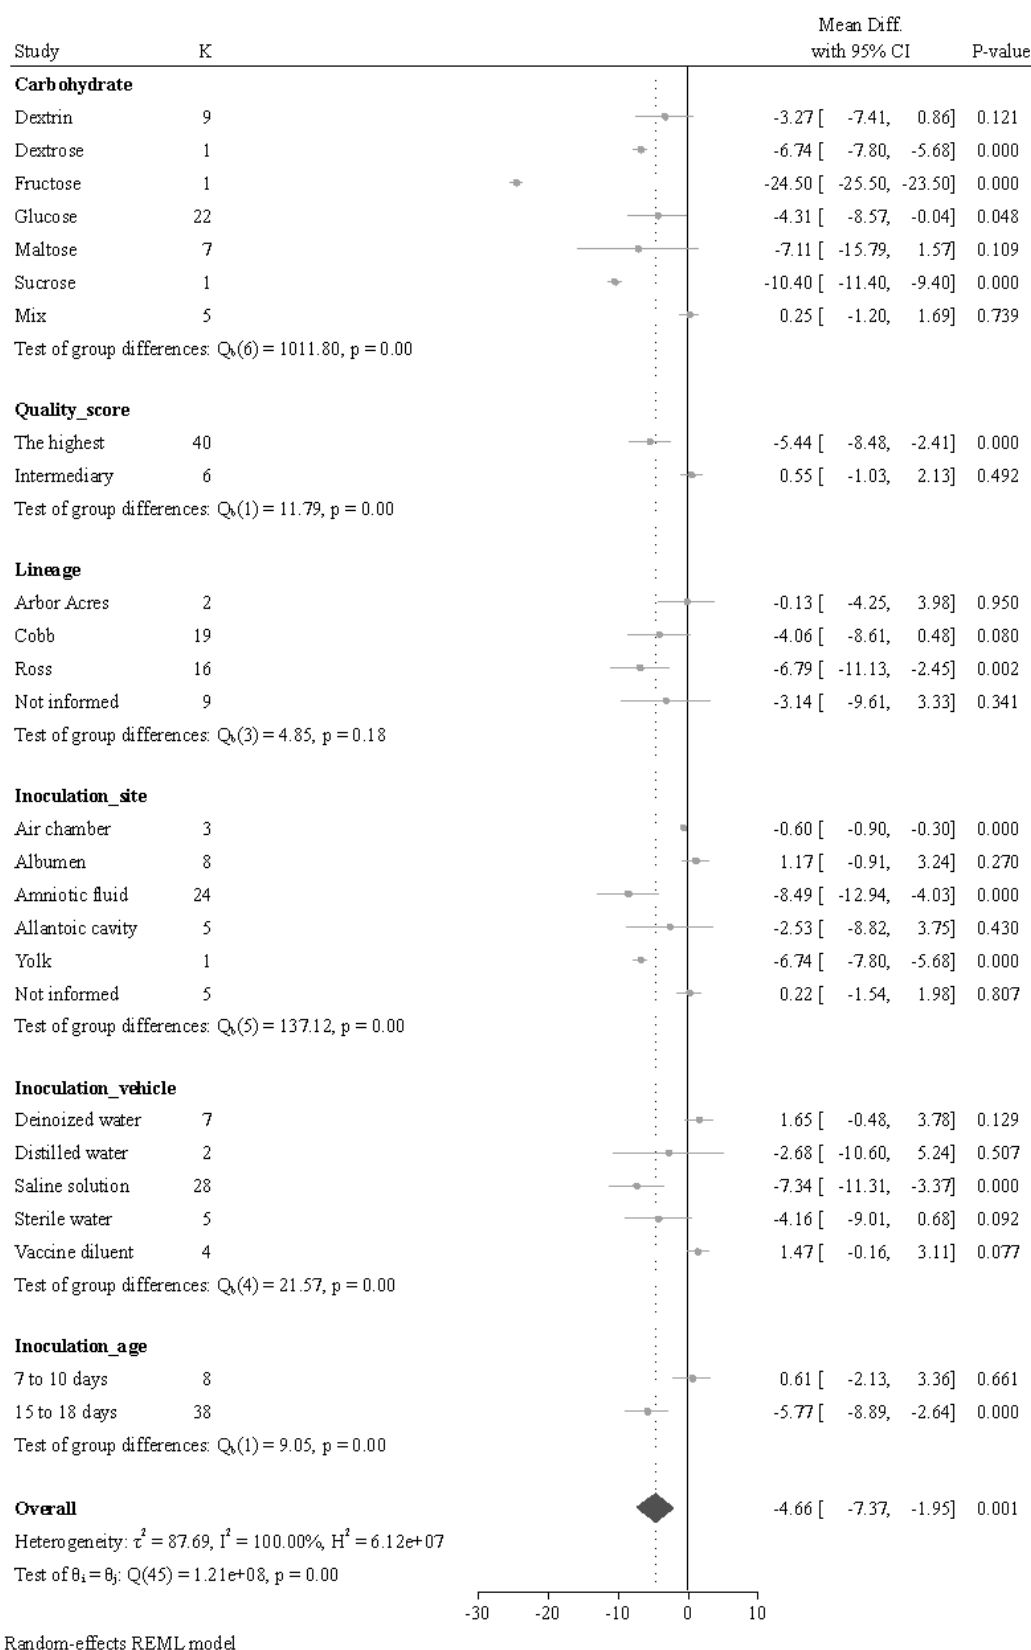 Mean Diff.
Study K with 95% CI P-value
Carbohydrate
Dextrin 9 -3.27 [ -7.41, 0.86] 0.121
Dextrose 1 -6.74 [ -7.80, -5.68] 0.000
Fructose 1 -24.50 [ -25.50, -23.50] 0.000
Glucose 22 -4.31 [ -8.57, -0.04] 0.048
Maltose 7 -7.11 [ -15.79, 1.57] 0.109
Sucrose 1 -10.40 [ -11.40, -9.40] 0.000
Mix 5 0.25 [ -1.20, 1.69] 0.739
Test of group differences: Q_b(6) = 1011.80, p = 0.00
Quality_score
The highest 40 -5.44 [ -8.48, -2.41] 0.000
Intermediary 6 0.55 [ -1.03, 2.13] 0.492
Test of group differences: Q_b(1) = 11.79, p = 0.00
Lineage
Arbor Acres 2 -0.13 [ -4.25, 3.98] 0.950
Cobb 19 -4.06 [ -8.61, 0.48] 0.080
Ross 16 -6.79 [ -11.13, -2.45] 0.002
Not informed 9 -3.14 [ -9.61, 3.33] 0.341
Test of group differences: Q_b(3) = 4.85, p = 0.18
Inoculation_site
Air chamber 3 -0.60 [ -0.90, -0.30] 0.000
Albumen 8 1.17 [ -0.91, 3.24] 0.270
Amniotic fluid 24 -8.49 [ -12.94, -4.03] 0.000
Allantoic cavity 5 -2.53 [ -8.82, 3.75] 0.430
Yolk 1 -6.74 [ -7.80, -5.68] 0.000
Not informed 5 0.22 [ -1.54, 1.98] 0.807
Test of group differences: Q_b(5) = 137.12, p = 0.00
Inoculation_vehicle
Deinoized water 7 1.65 [ -0.48, 3.78] 0.129
Distilled water 2 -2.68 [ -10.60, 5.24] 0.507
Saline solution 28 -7.34 [ -11.31, -3.37] 0.000
Sterile water 5 -4.16 [ -9.01, 0.68] 0.092
Vaccine diluent 4 1.47 [ -0.16, 3.11] 0.077
Test of group differences: Q_b(4) = 21.57, p = 0.00
Inoculation_age
7 to 10 days 8 0.61 [ -2.13, 3.36] 0.661
15 to 18 days 38 -5.77 [ -8.89, -2.64] 0.000
Test of group differences: Q_b(1) = 9.05, p = 0.00
Overall -4.66 [ -7.37, -1.95] 0.001
Heterogeneity: τ² = 87.69, I² = 100.00%, H² = 6.12e+07
Test of θᵢ = θⱼ: Q(45) = 1.21e+08, p = 0.00
-30 -20 -10 0 10
Random-effects REML model